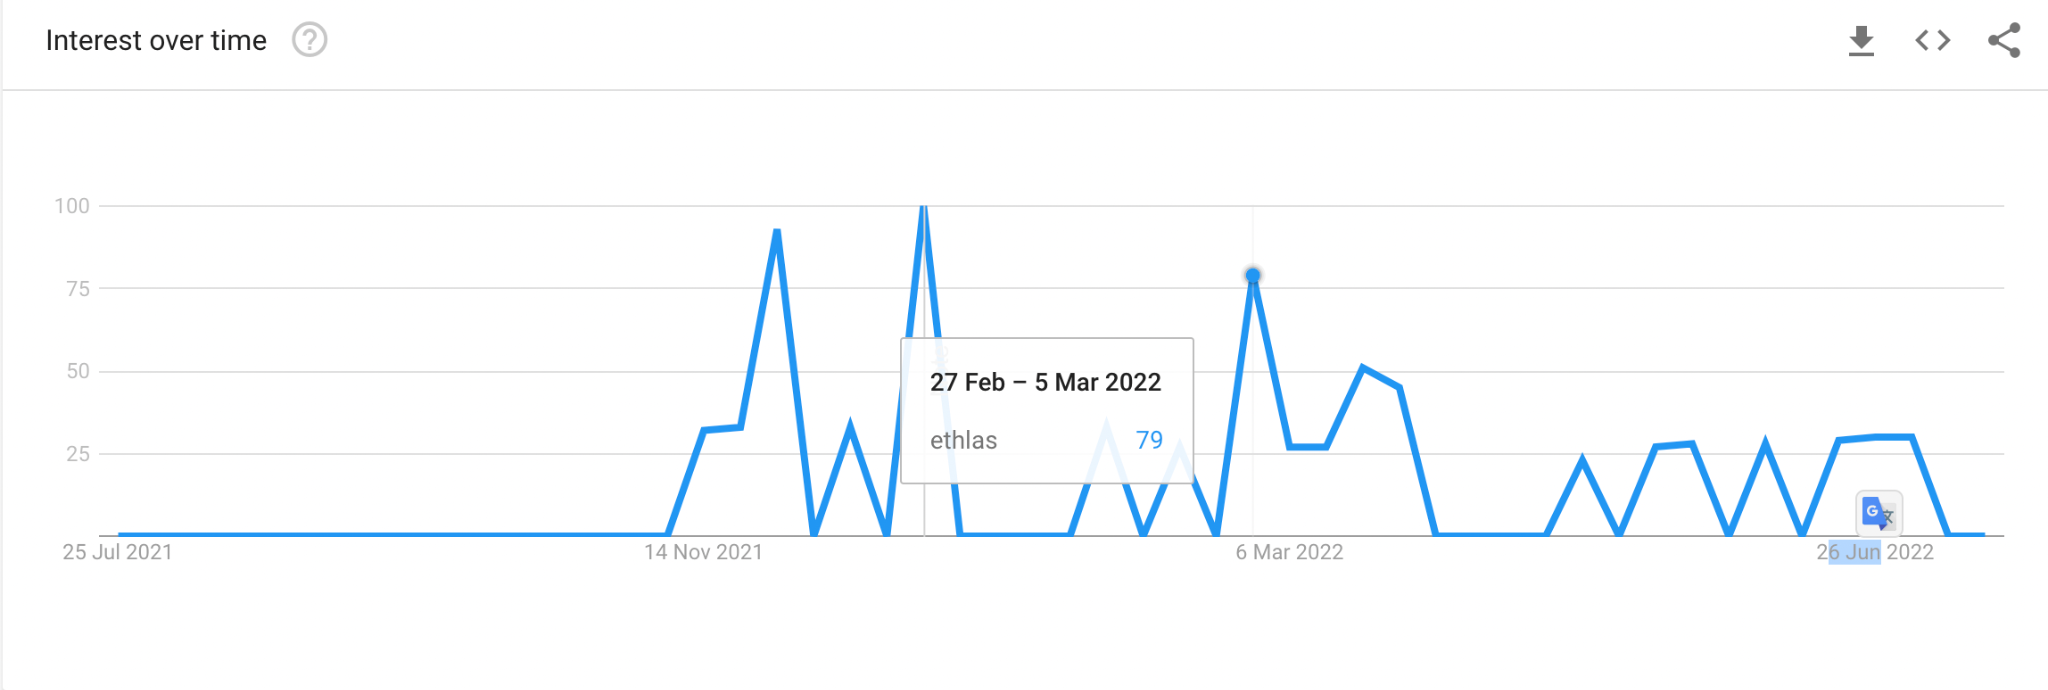 Interest over time ?
100
75
50
25
27 Feb – 5 Mar 2022
ethlas 79
25 Jul 2021 14 Nov 2021 6 Mar 2022 26 Jun 2022
G 文